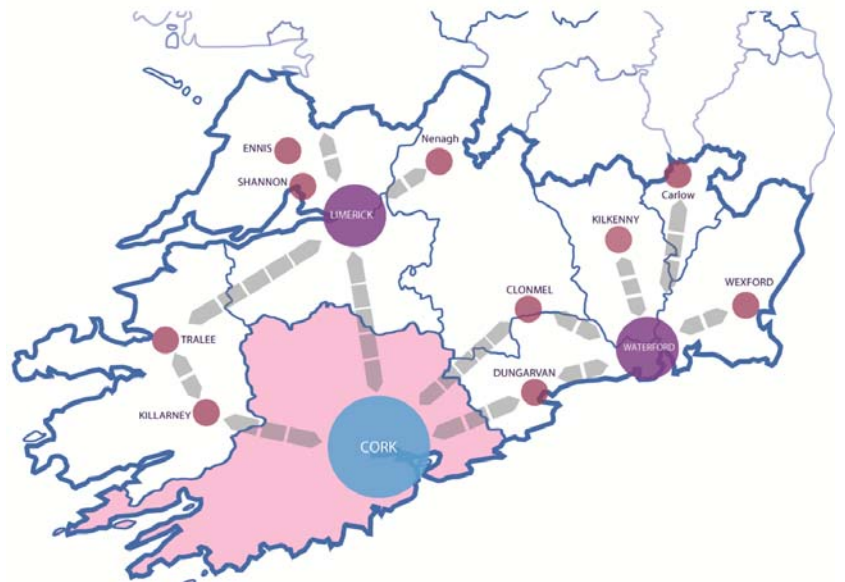 Nenagh
ENNIS
SHANNON
Carlow
LIMERICK
KILKENNY
CLONMEL
WEXFORD
TRALEE
WATERFORD
DUNGARVAN
KILLARNEY
CORK